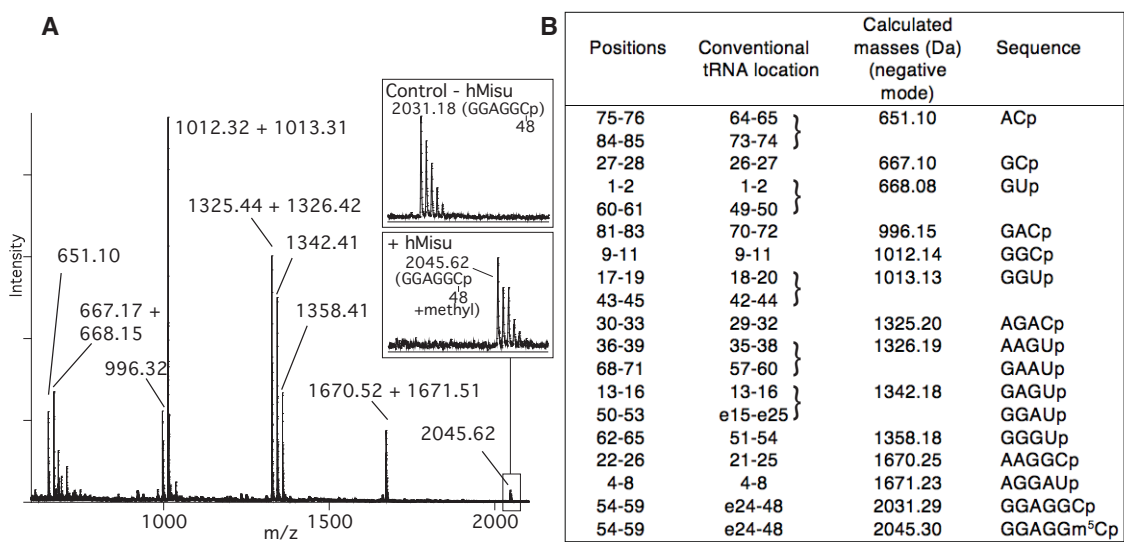 A
Control - hMisu
2031.18 (GGAGGCp)
48
+ hMisu
2045.62
(GGAGGCp
48
+methyl)
1012.32 + 1013.31
1325.44 + 1326.42
1342.41
651.10
667.17 +
668.15
1358.41
996.32
1670.52 + 1671.51
2045.62
Intensity
1000
1500
2000
m/z
B
Positions Conventional tRNA location Calculated masses (Da) (negative mode) Sequence
75-76 64-65 } 651.10 ACp
84-85 73-74
27-28 26-27 667.10 GCp
1-2 1-2 } 668.08 GUp
60-61 49-50
81-83 70-72 996.15 GACp
9-11 9-11 1012.14 GGCp
17-19 18-20 } 1013.13 GGUp
43-45 42-44
30-33 29-32 1325.20 AGACp
36-39 35-38 } 1326.19 AAGUp
68-71 57-60 GAAUp
13-16 13-16 } 1342.18 GAGUp
50-53 e15-e25 GGAUp
62-65 51-54 1358.18 GGGUp
22-26 21-25 1670.25 AAGGCp
4-8 4-8 1671.23 AGGAUp
54-59 e24-48 2031.29 GGAGGCp
54-59 e24-48 2045.30 GGAGGm⁵Cp